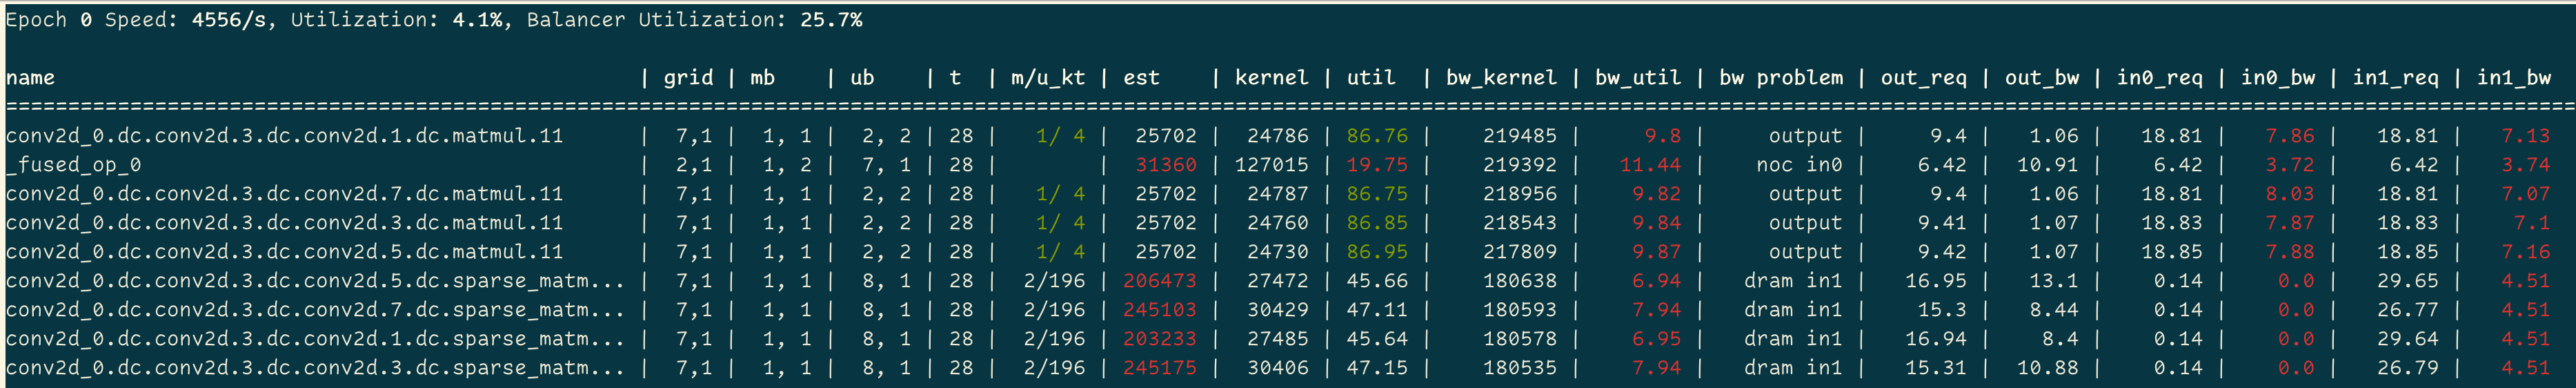 Epoch 0 Speed: 4556/s, Utilization: 4.1%, Balancer Utilization: 25.7%
name | grid | mb | ub | t | m/u_kt | est | kernel | util | bw_kernel | bw_util | bw problem | out_req | out_bw | in0_req | in0_bw | in1_req | in1_bw
conv2d_0.dc.conv2d.3.dc.conv2d.1.dc.matmul.11 | 7,1 | 1, 1 | 2, 2 | 28 | 1/ 4 | 25702 | 24786 | 86.76 | 219485 | 9.8 | output | 9.4 | 1.06 | 18.81 | 7.86 | 18.81 | 7.13
_fused_op_0 | 2,1 | 1, 2 | 7, 1 | 28 | | 31360 | 127015 | 19.75 | 219392 | 11.44 | noc in0 | 6.42 | 10.91 | 6.42 | 3.72 | 6.42 | 3.74
conv2d_0.dc.conv2d.3.dc.conv2d.7.dc.matmul.11 | 7,1 | 1, 1 | 2, 2 | 28 | 1/ 4 | 25702 | 24787 | 86.75 | 218956 | 9.82 | output | 9.4 | 1.06 | 18.81 | 8.03 | 18.81 | 7.07
conv2d_0.dc.conv2d.3.dc.conv2d.3.dc.matmul.11 | 7,1 | 1, 1 | 2, 2 | 28 | 1/ 4 | 25702 | 24760 | 86.85 | 218543 | 9.84 | output | 9.41 | 1.07 | 18.83 | 7.87 | 18.83 | 7.1
conv2d_0.dc.conv2d.3.dc.conv2d.5.dc.matmul.11 | 7,1 | 1, 1 | 2, 2 | 28 | 1/ 4 | 25702 | 24730 | 86.95 | 217809 | 9.87 | output | 9.42 | 1.07 | 18.85 | 7.88 | 18.85 | 7.16
conv2d_0.dc.conv2d.3.dc.conv2d.5.dc.sparse_matm... | 7,1 | 1, 1 | 8, 1 | 28 | 2/196 | 206473 | 27472 | 45.66 | 180638 | 6.94 | dram in1 | 16.95 | 13.1 | 0.14 | 0.0 | 29.65 | 4.51
conv2d_0.dc.conv2d.3.dc.conv2d.7.dc.sparse_matm... | 7,1 | 1, 1 | 8, 1 | 28 | 2/196 | 245103 | 30429 | 47.11 | 180593 | 7.94 | dram in1 | 15.3 | 8.44 | 0.14 | 0.0 | 26.77 | 4.51
conv2d_0.dc.conv2d.3.dc.conv2d.1.dc.sparse_matm... | 7,1 | 1, 1 | 8, 1 | 28 | 2/196 | 203233 | 27485 | 45.64 | 180578 | 6.95 | dram in1 | 16.94 | 8.4 | 0.14 | 0.0 | 29.64 | 4.51
conv2d_0.dc.conv2d.3.dc.conv2d.3.dc.sparse_matm... | 7,1 | 1, 1 | 8, 1 | 28 | 2/196 | 245175 | 30406 | 47.15 | 180535 | 7.94 | dram in1 | 15.31 | 10.88 | 0.14 | 0.0 | 26.79 | 4.51